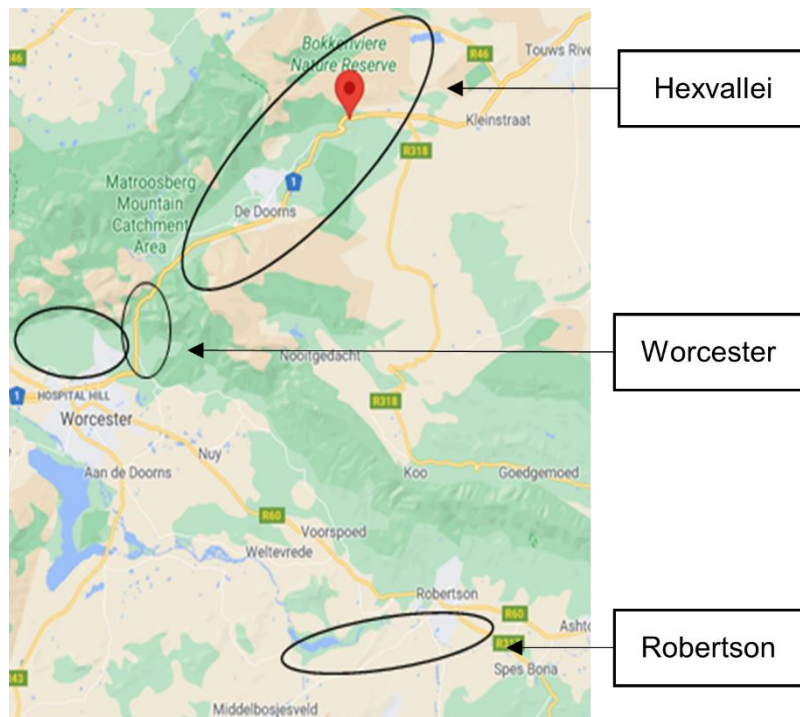 Bokkeriviere
Nature Reserve
R46
Touws Rive
R46
Hexvallei
Kleinstraat
R318
1
Matroosberg
Mountain
Catchment
Area
De Doorns
Nooitgedacht
Worcester
1
HOSPITAL HILL
R318
Worcester
Nuy
Aan de Doorns
Koo
Goedgemoed
R60
Voorspoed
Weltevrede
Robertson
R60
Ashto
R317
Spes Bona
Robertson
R43
Middelbosjesveld